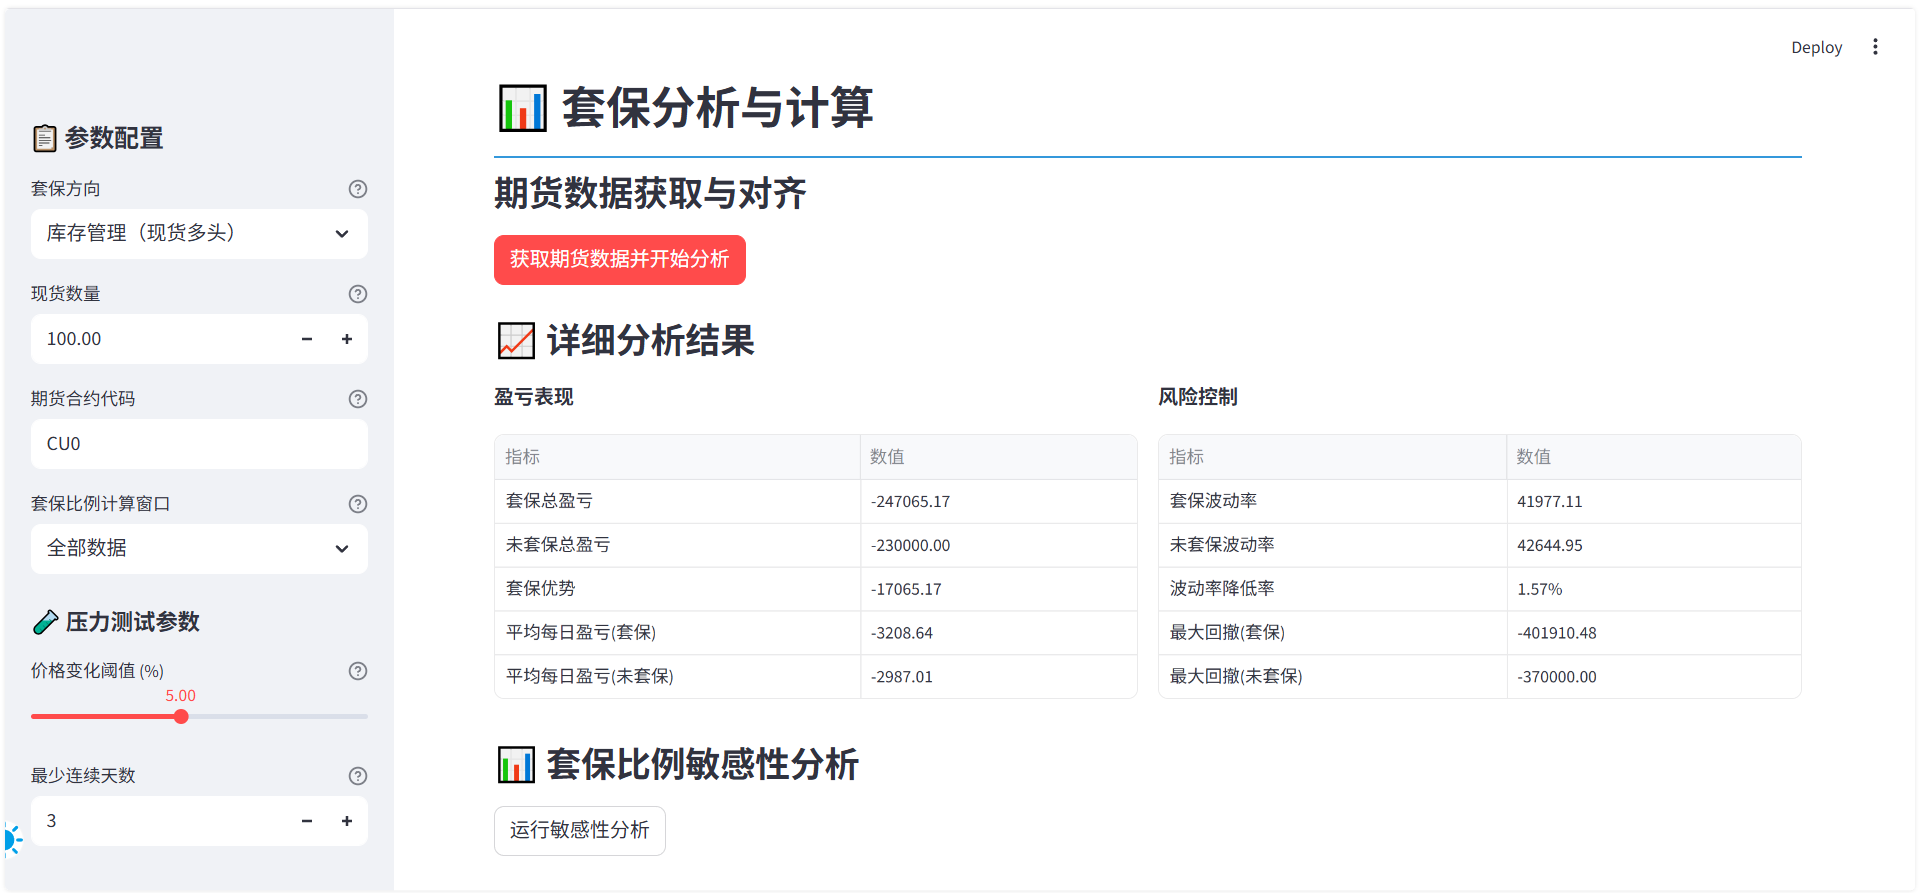 Deploy
参数配置
套保方向
库存管理（现货多头）
现货数量
100.00
期货合约代码
CU0
套保比例计算窗口
全部数据
压力测试参数
价格变化阈值 (%)
5.00
最少连续天数
3
套保分析与计算
期货数据获取与对齐
获取期货数据并开始分析
详细分析结果
盈亏表现
指标 数值
套保总盈亏 -247065.17
未套保总盈亏 -230000.00
套保优势 -17065.17
平均每日盈亏(套保) -3208.64
平均每日盈亏(未套保) -2987.01
风险控制
指标 数值
套保波动率 41977.11
未套保波动率 42644.95
波动率降低率 1.57%
最大回撤(套保) -401910.48
最大回撤(未套保) -370000.00
套保比例敏感性分析
运行敏感性分析